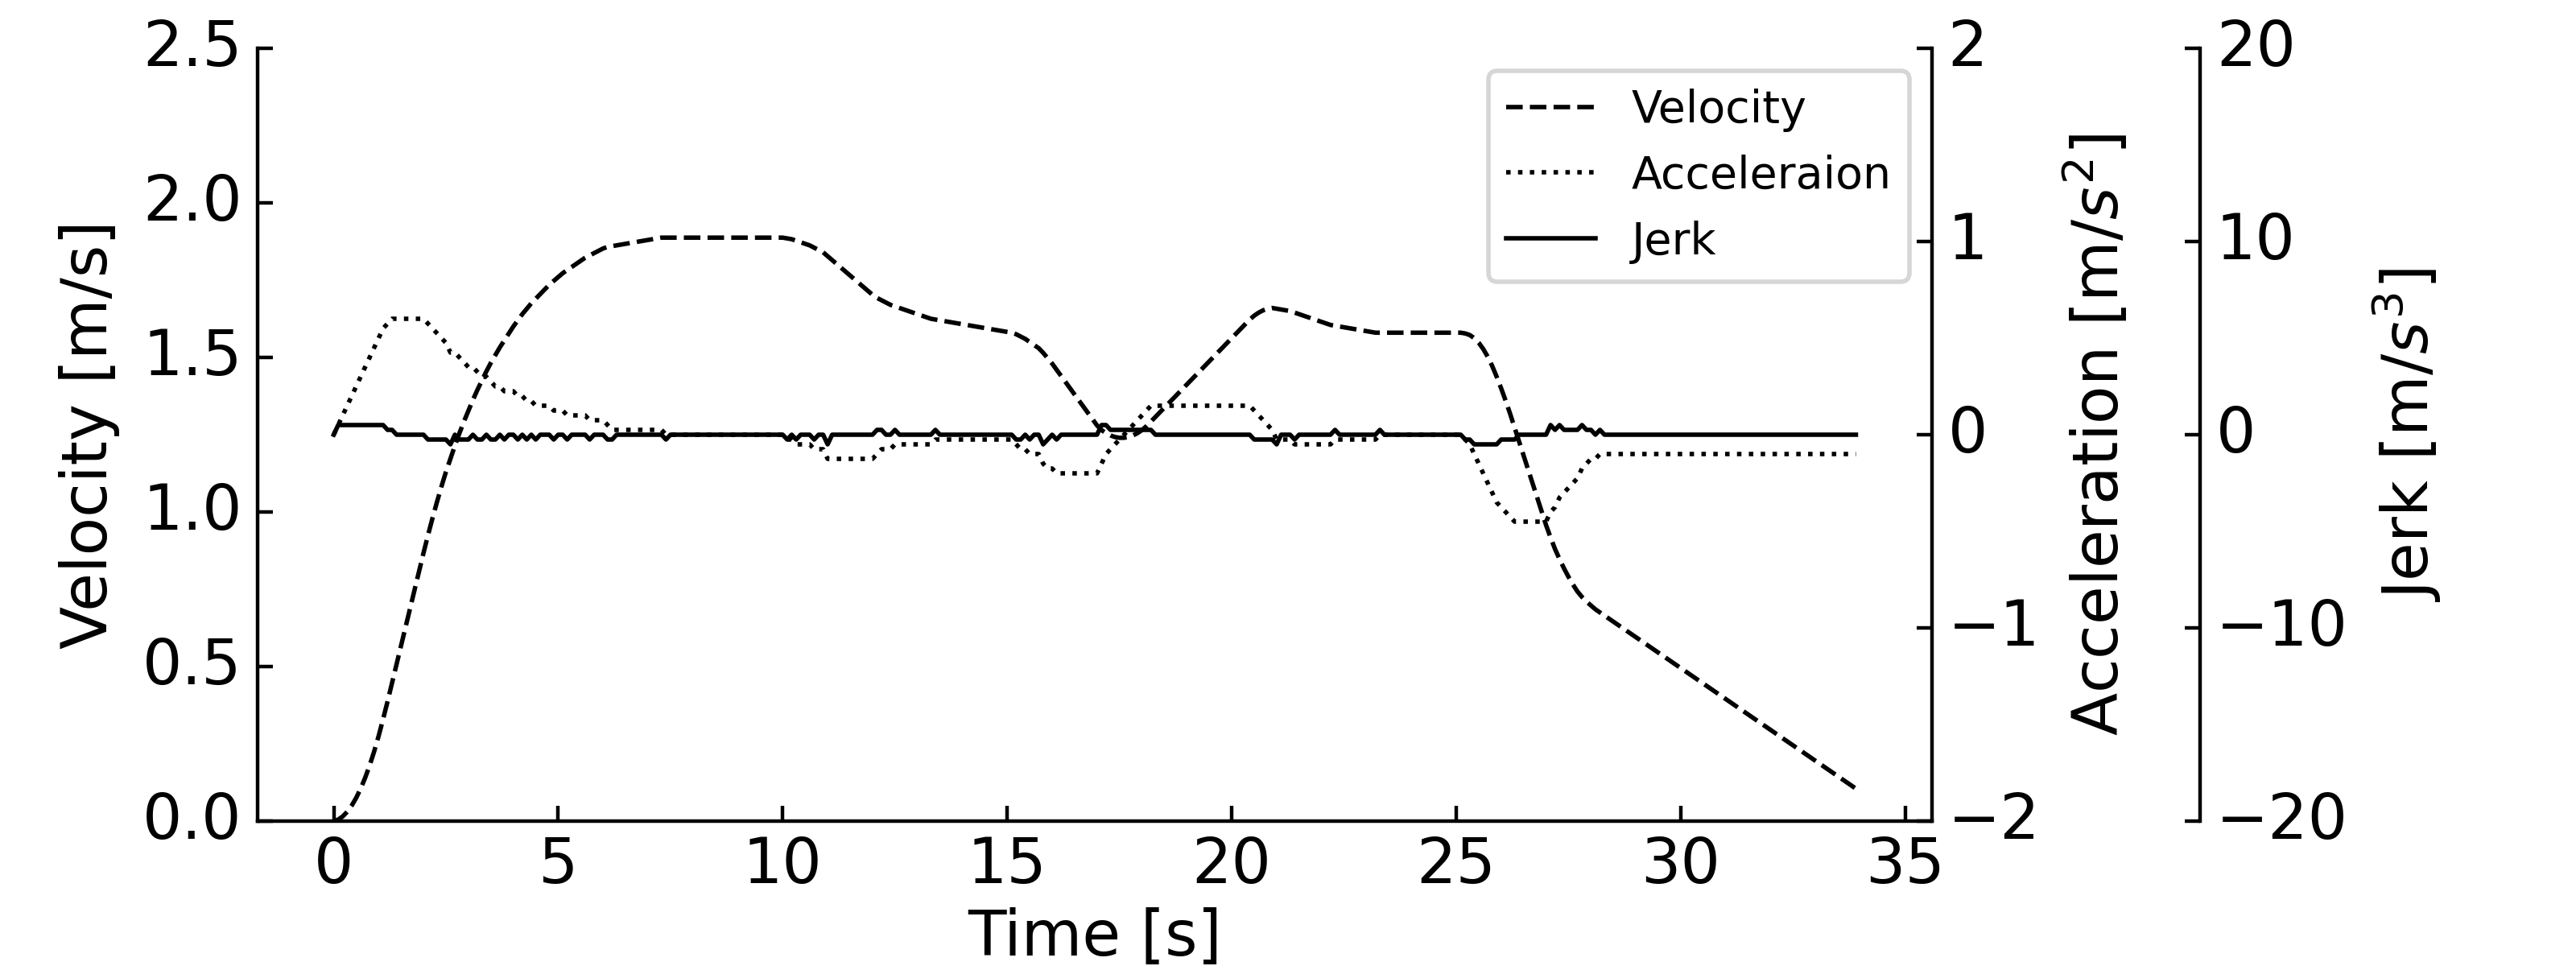 Velocity [m/s]
2.5
2.0
1.5
1.0
0.5
0.0
0 5 10 15 20 25 30 35
Time [s]
Velocity
Acceleraion
Jerk
2
1
0
−1
−2
Acceleration [m/s²]
20
10
0
−10
−20
Jerk [m/s³]